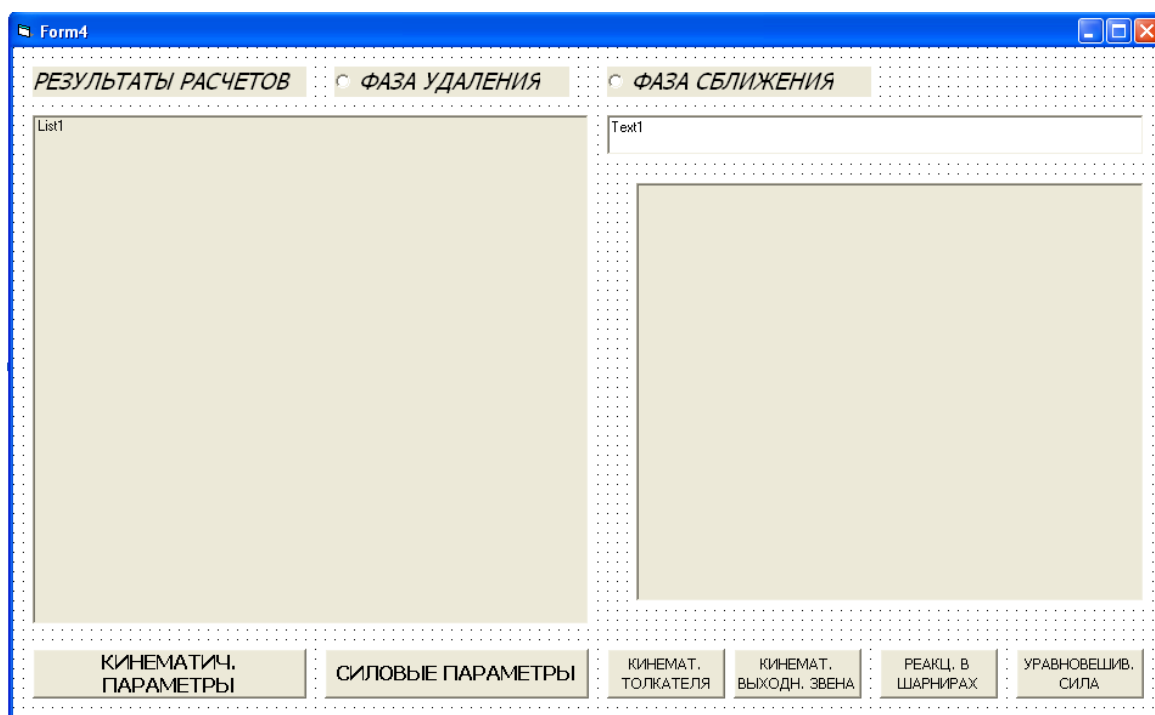 Form4
РЕЗУЛЬТАТЫ РАСЧЕТОВ ФАЗА УДАЛЕНИЯ ФАЗА СБЛИЖЕНИЯ
List1
Text1
КИНЕМАТИЧ.
ПАРАМЕТРЫ
СИЛОВЫЕ ПАРАМЕТРЫ
КИНЕМАТ.
ТОЛКАТЕЛЯ
КИНЕМАТ.
ВЫХОДН. ЗВЕНА
РЕАКЦ. В
ШАРНИРАХ
УРАВНОВЕШИВ.
СИЛА